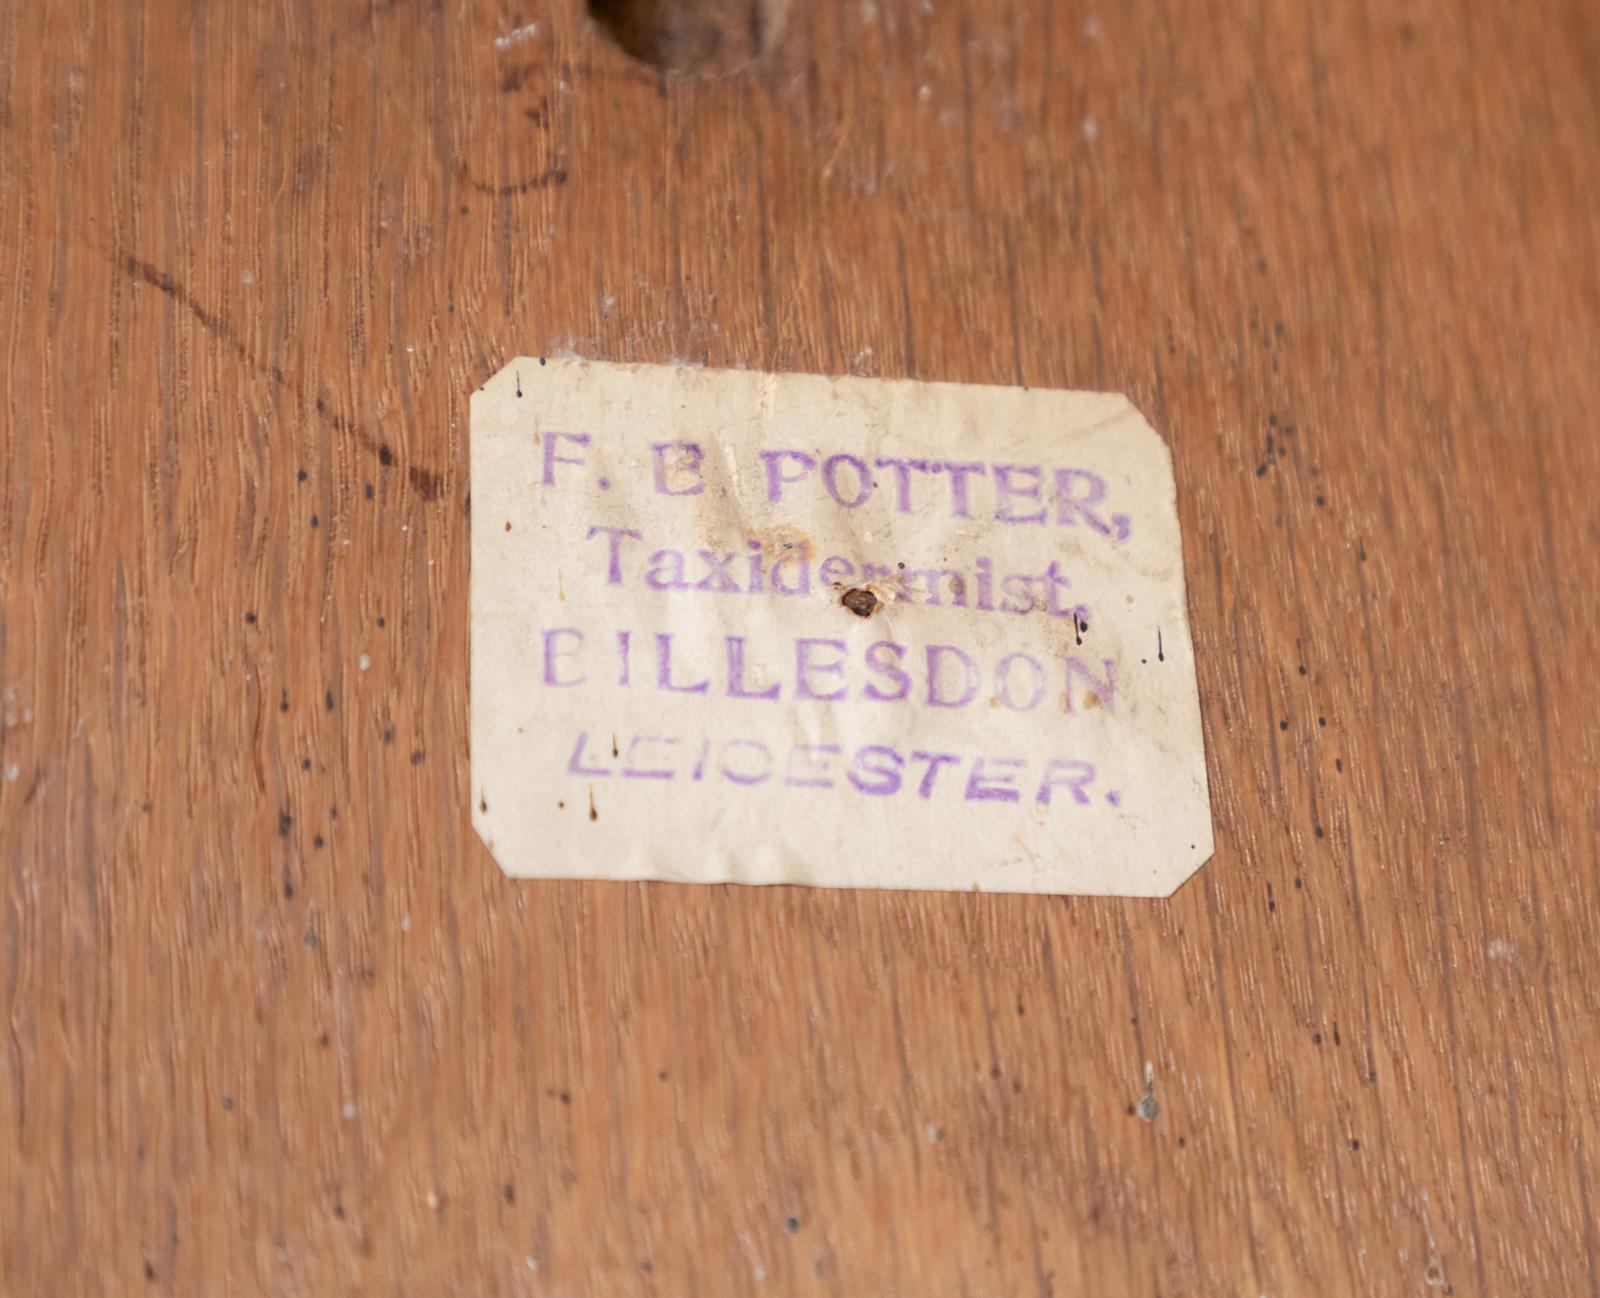 F. E. POTTER,
Taxidermist,
BILLESDON
LEICESTER.